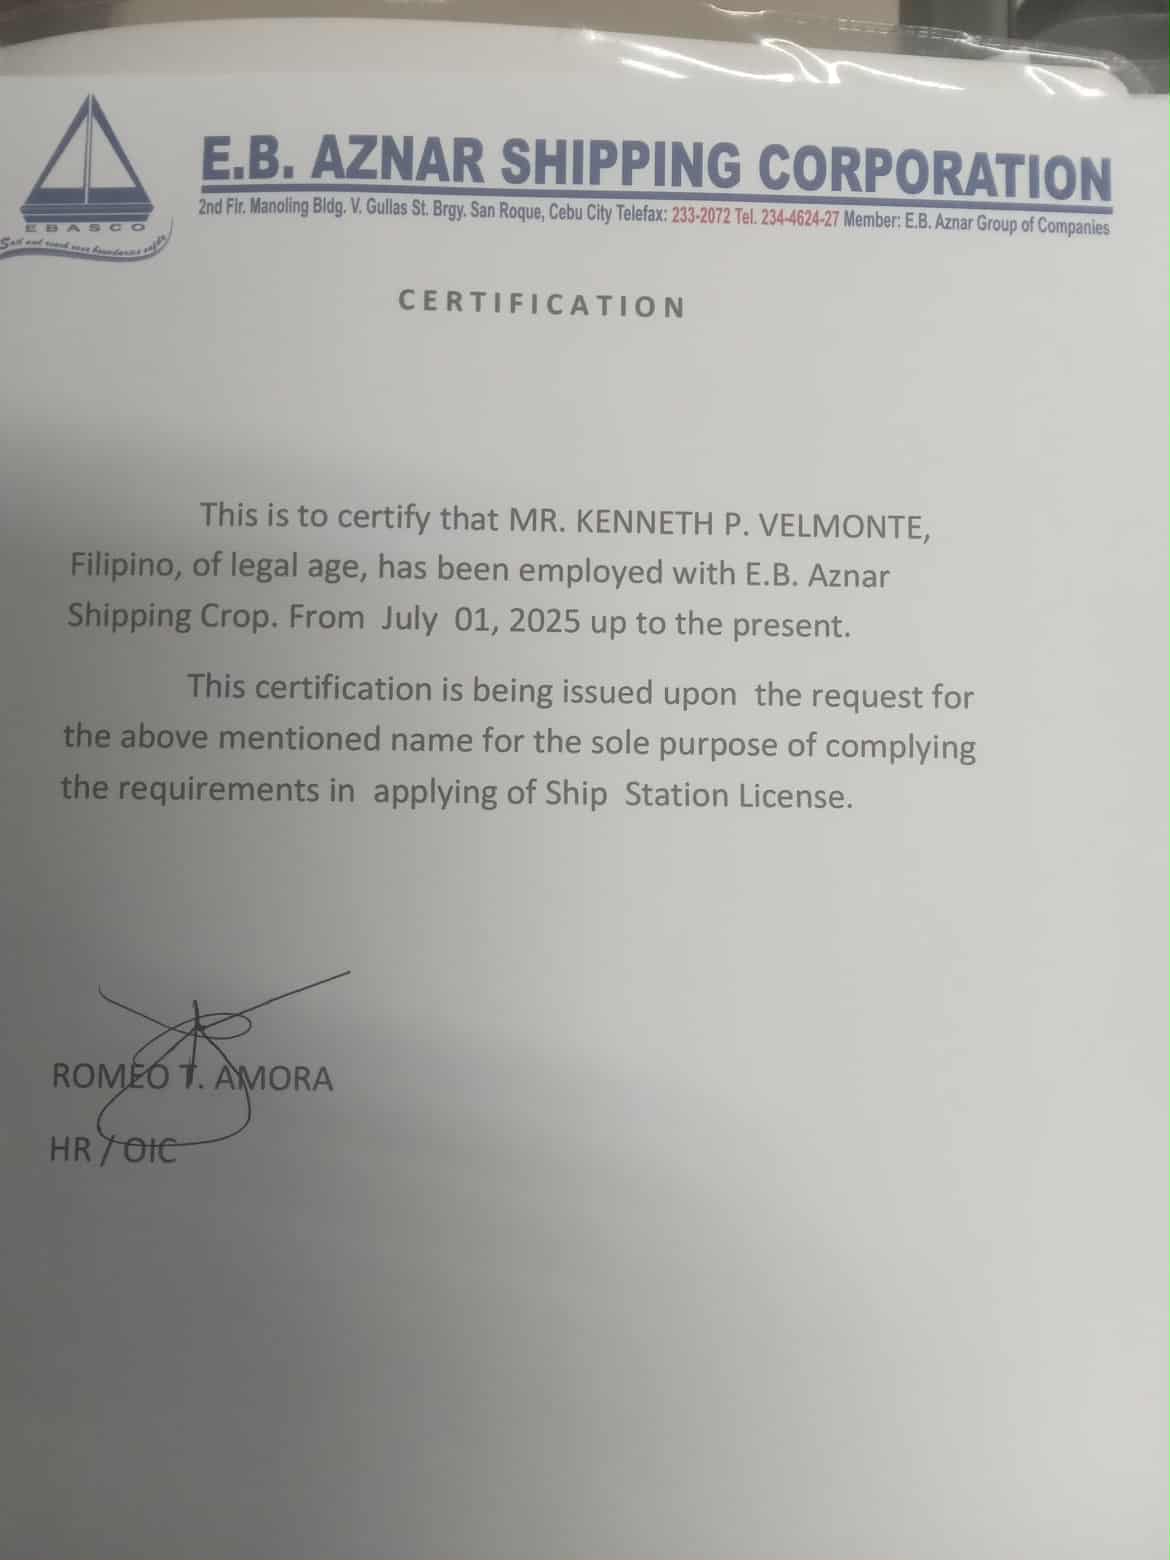 E.B. AZNAR SHIPPING CORPORATION
2nd Flr. Manoling Bldg. V. Gullas St. Brgy. San Roque, Cebu City Telefax: 233-2072 Tel. 234-4624-27 Member: E.B. Aznar Group of Companies
EBASCO
Sail and reach your boundaries safely
CERTIFICATION
This is to certify that MR. KENNETH P. VELMONTE,
Filipino, of legal age, has been employed with E.B. Aznar
Shipping Crop. From July 01, 2025 up to the present.
This certification is being issued upon the request for
the above mentioned name for the sole purpose of complying
the requirements in applying of Ship Station License.
ROMEO T. AMORA
HR / OIC